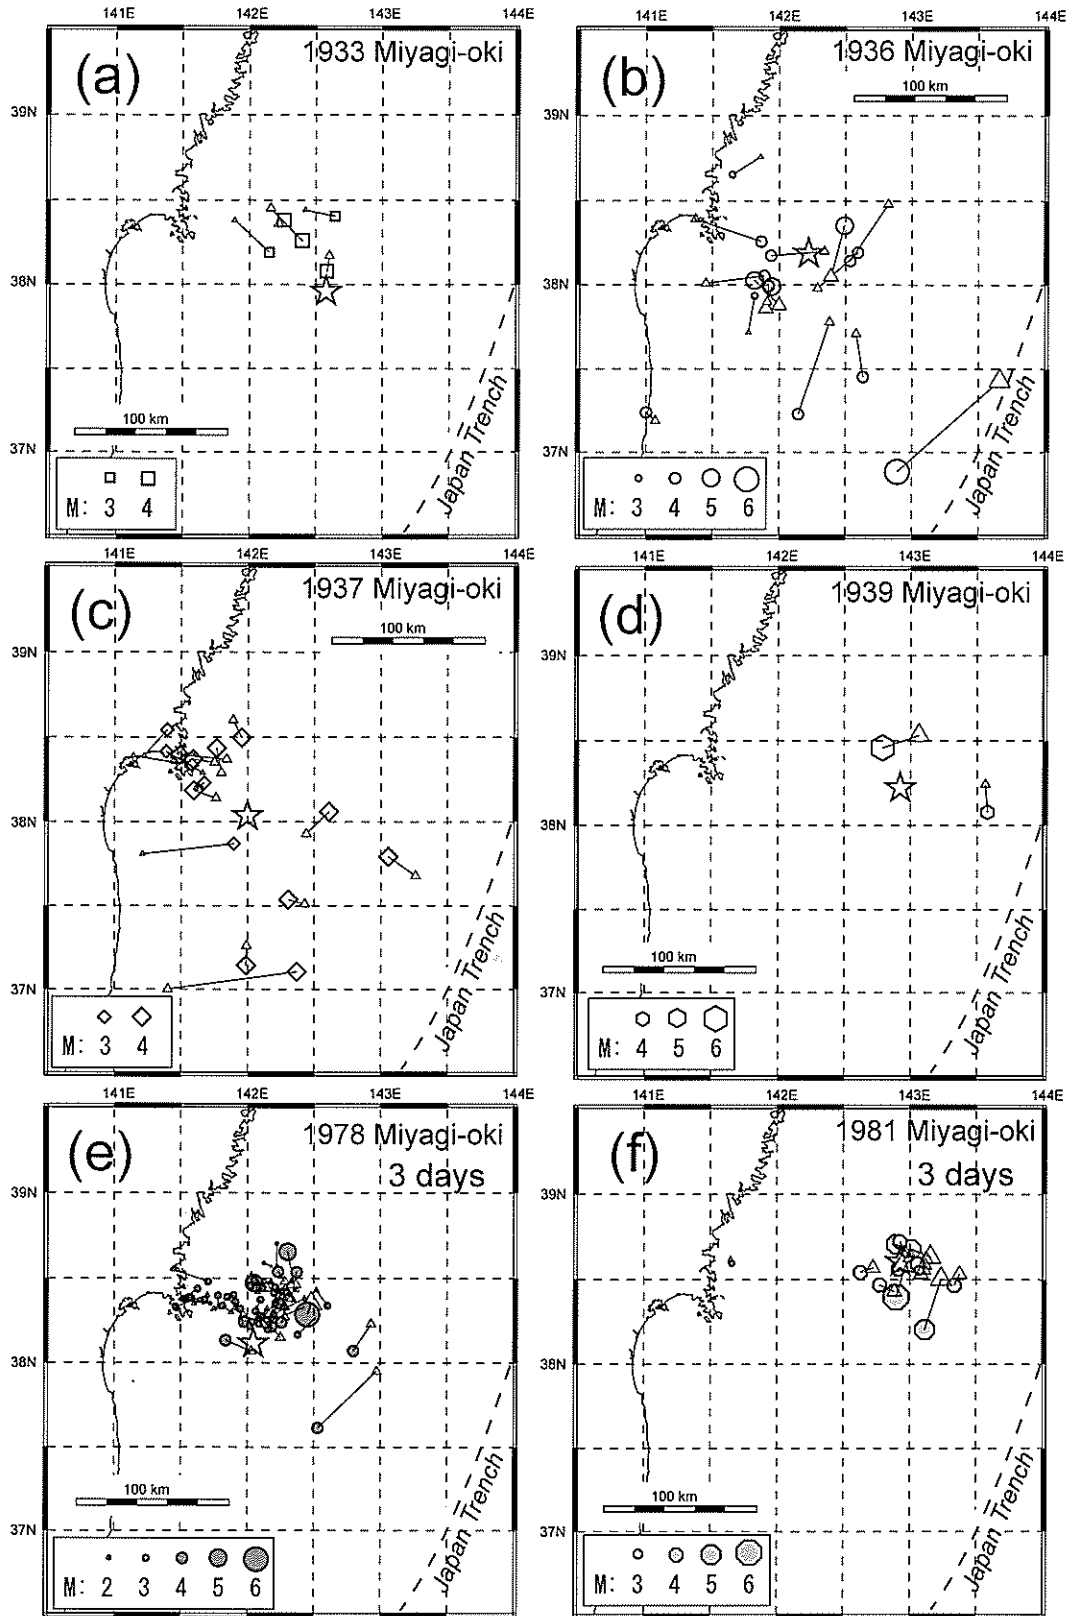 141E 142E 143E 144E
(a) 1933 Miyagi-oki
39N
38N
37N
100 km
M: 3 4
Japan Trench
141E 142E 143E 144E
(b) 1936 Miyagi-oki
100 km
39N
38N
37N
M: 3 4 5 6
Japan Trench
141E 142E 143E 144E
(c) 1937 Miyagi-oki
100 km
39N
38N
37N
M: 3 4
Japan Trench
141E 142E 143E 144E
(d) 1939 Miyagi-oki
39N
38N
37N
100 km
M: 4 5 6
Japan Trench
141E 142E 143E 144E
(e) 1978 Miyagi-oki
3 days
39N
38N
37N
100 km
M: 2 3 4 5 6
Japan Trench
141E 142E 143E 144E
(f) 1981 Miyagi-oki
3 days
39N
38N
37N
100 km
M: 3 4 5 6
Japan Trench